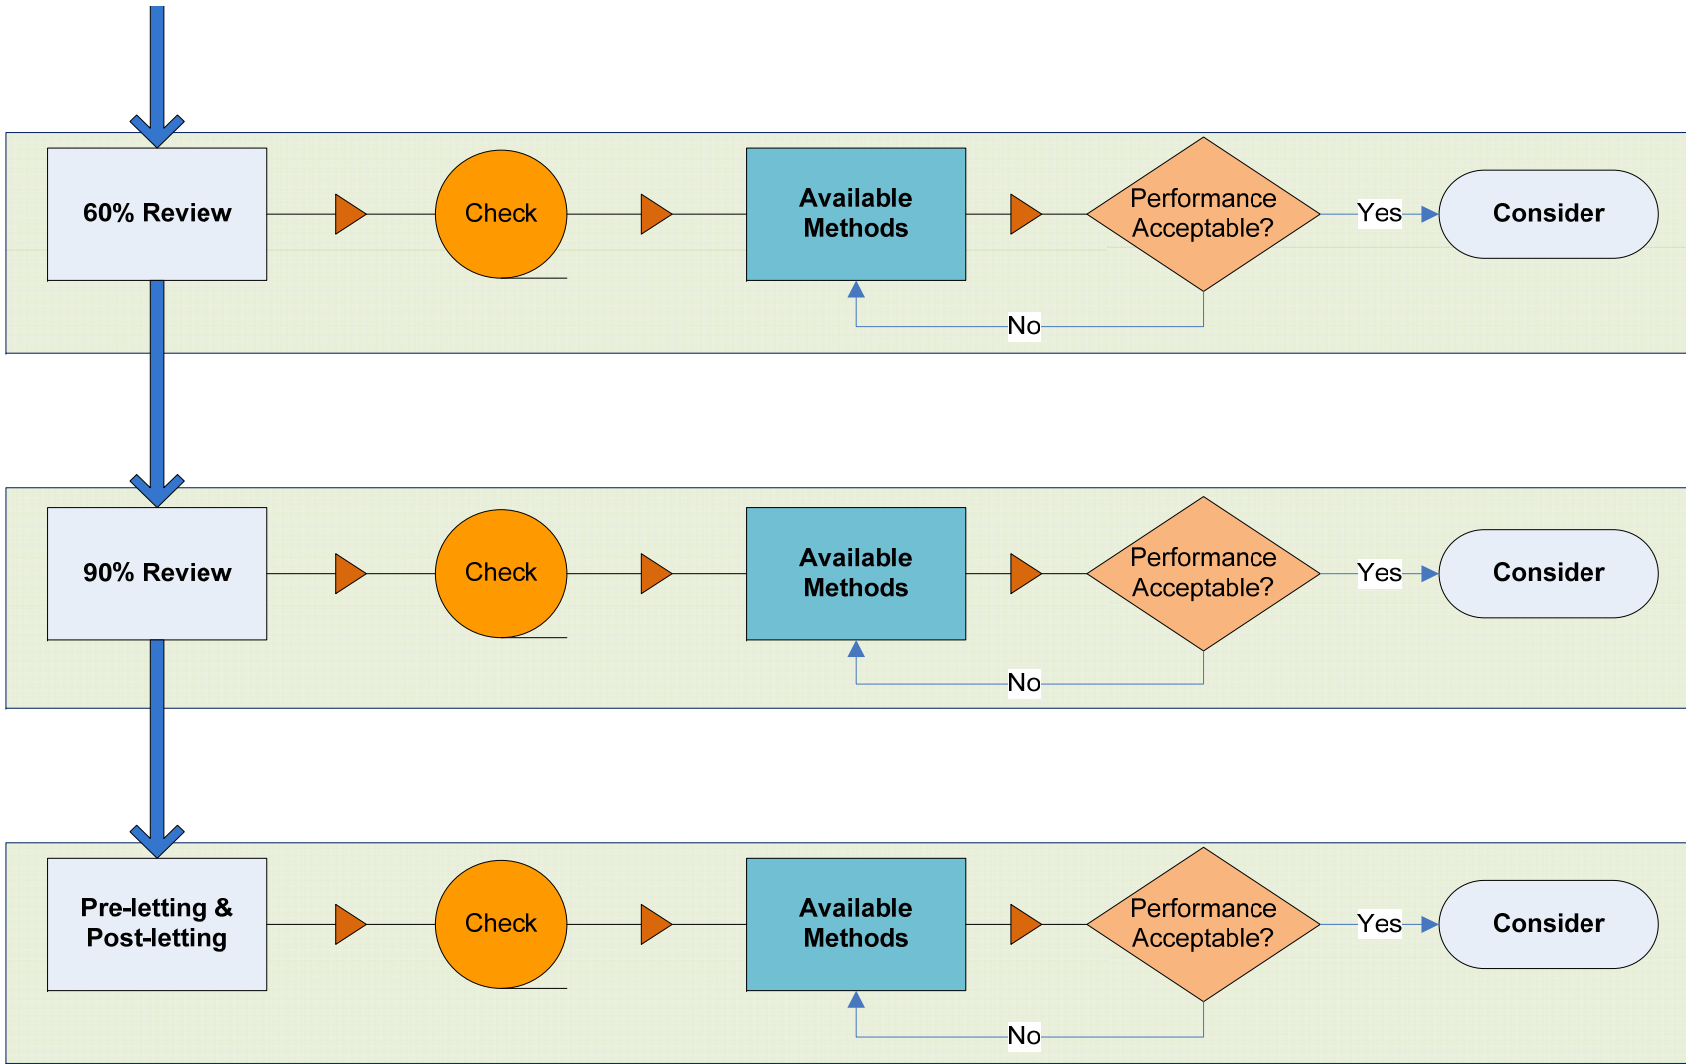 60% Review
Check
Available
Methods
Performance
Acceptable?
Yes
Consider
No
90% Review
Check
Available
Methods
Performance
Acceptable?
Yes
Consider
No
Pre-letting &
Post-letting
Check
Available
Methods
Performance
Acceptable?
Yes
Consider
No